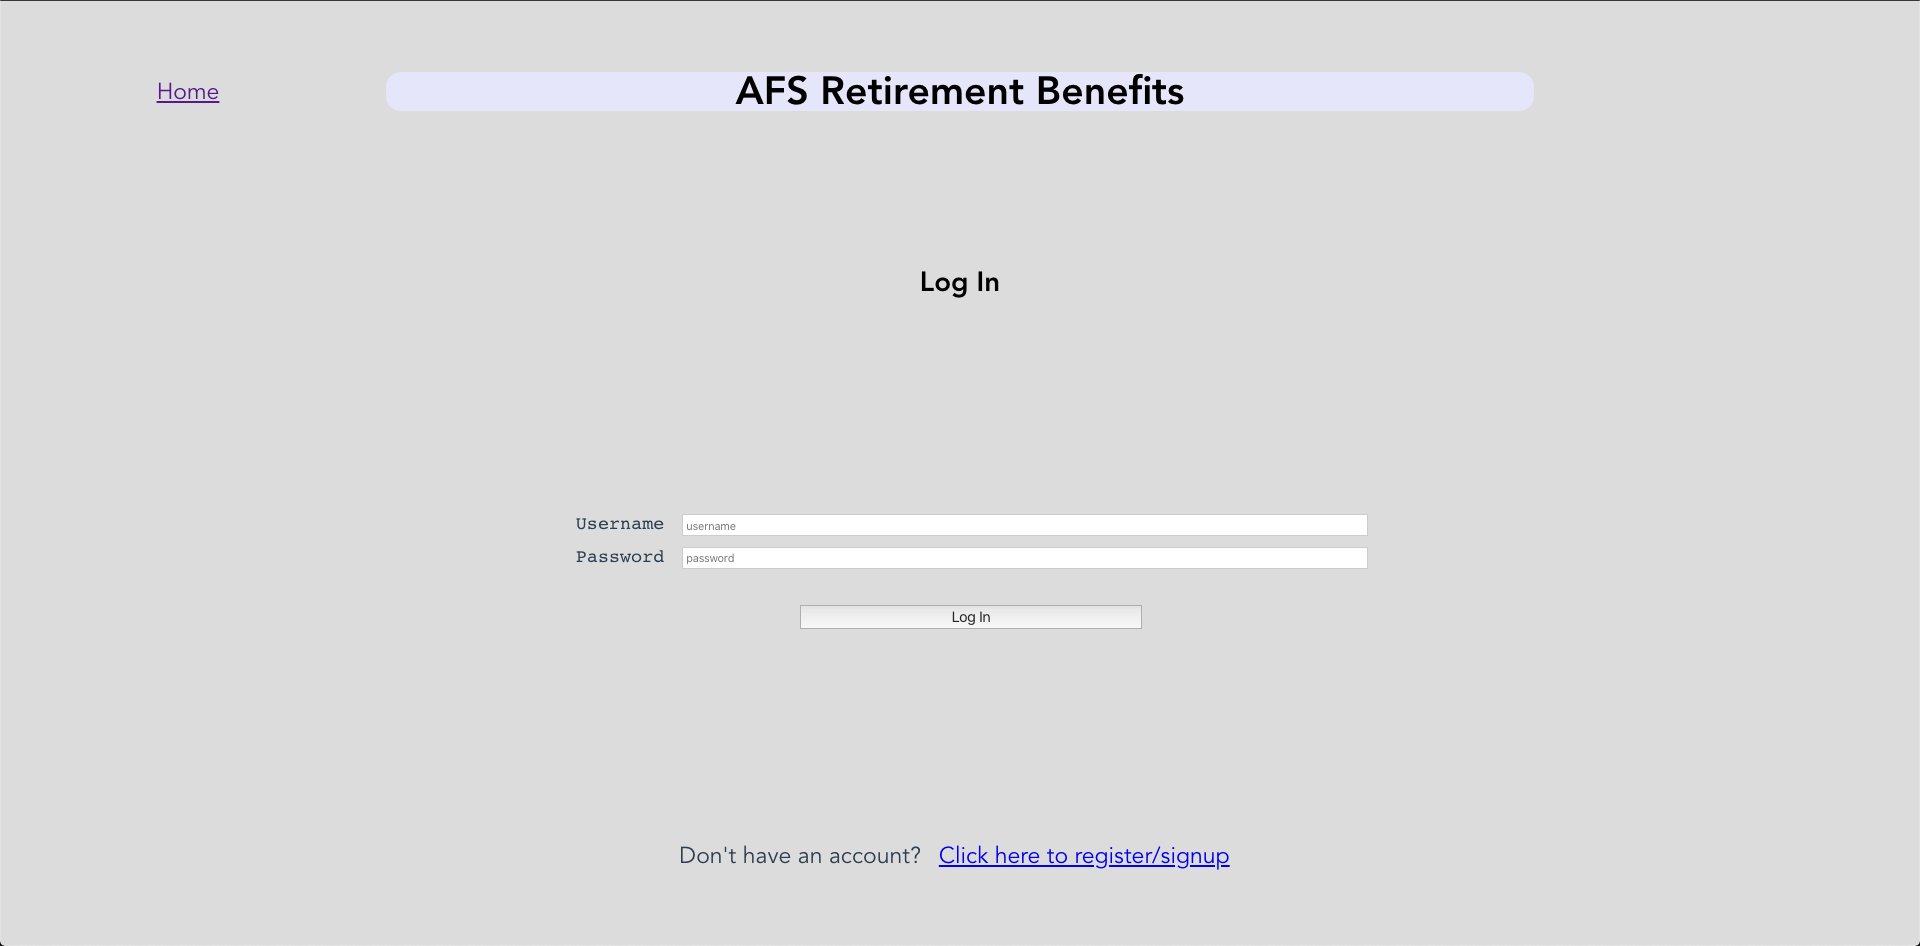 Home
AFS Retirement Benefits
Log In
Username username
Password password
Log In
Don't have an account? Click here to register/signup